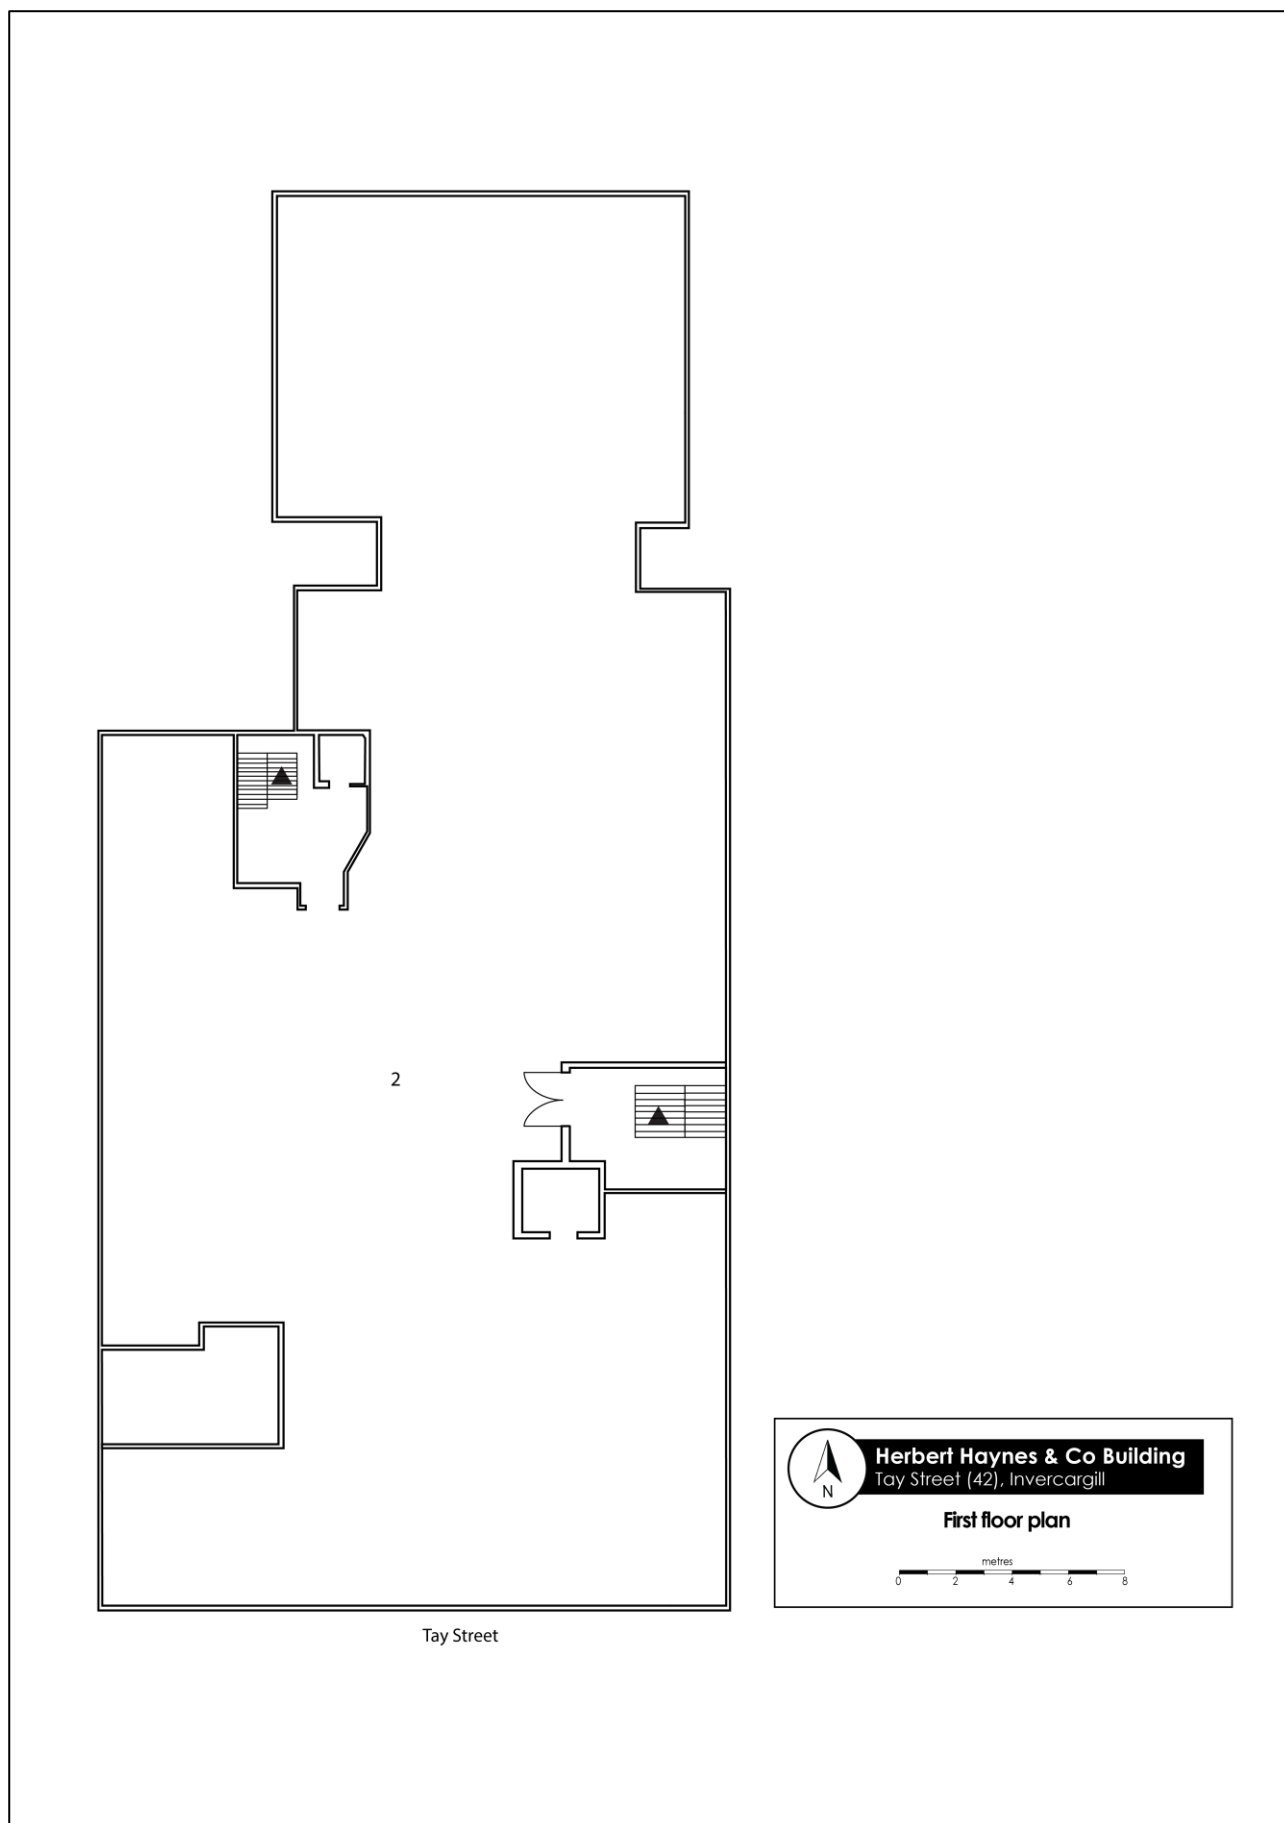 2
Tay Street
Herbert Haynes & Co Building
Tay Street (42), Invercargill
N
First floor plan
metres
0 2 4 6 8